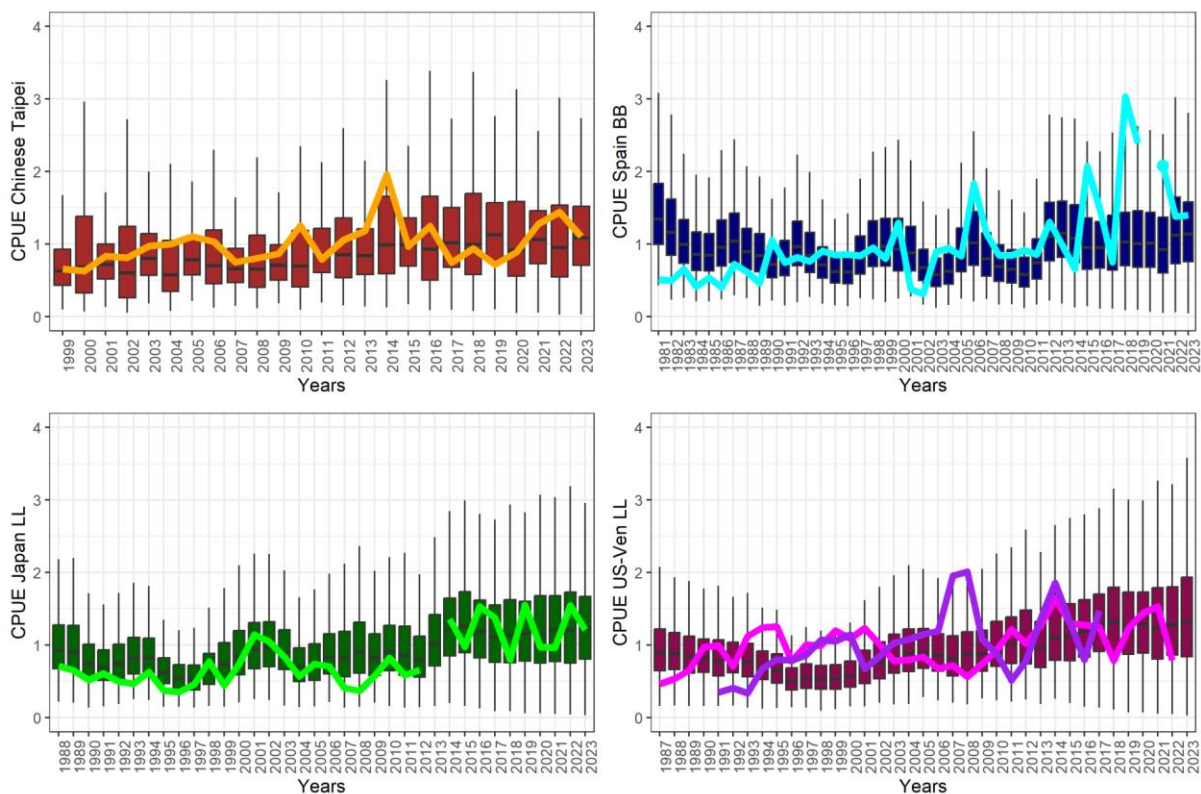 CPUE Chinese Taipei
4
3
2
1
0
1999 2000 2001 2002 2003 2004 2005 2006 2007 2008 2009 2010 2011 2012 2013 2014 2015 2016 2017 2018 2019 2020 2021 2022 2023
Years
CPUE Spain BB
4
3
2
1
0
1981 1982 1983 1984 1985 1986 1987 1988 1989 1990 1991 1992 1993 1994 1995 1996 1997 1998 1999 2000 2001 2002 2003 2004 2005 2006 2007 2008 2009 2010 2011 2012 2013 2014 2015 2016 2017 2018 2019 2020 2021 2022 2023
Years
CPUE Japan LL
4
3
2
1
0
1988 1989 1990 1991 1992 1993 1994 1995 1996 1997 1998 1999 2000 2001 2002 2003 2004 2005 2006 2007 2008 2009 2010 2011 2012 2013 2014 2015 2016 2017 2018 2019 2020 2021 2022 2023
Years
CPUE US-Ven LL
4
3
2
1
0
1987 1988 1989 1990 1991 1992 1993 1994 1995 1996 1997 1998 1999 2000 2001 2002 2003 2004 2005 2006 2007 2008 2009 2010 2011 2012 2013 2014 2015 2016 2017 2018 2019 2020 2021 2022 2023
Years